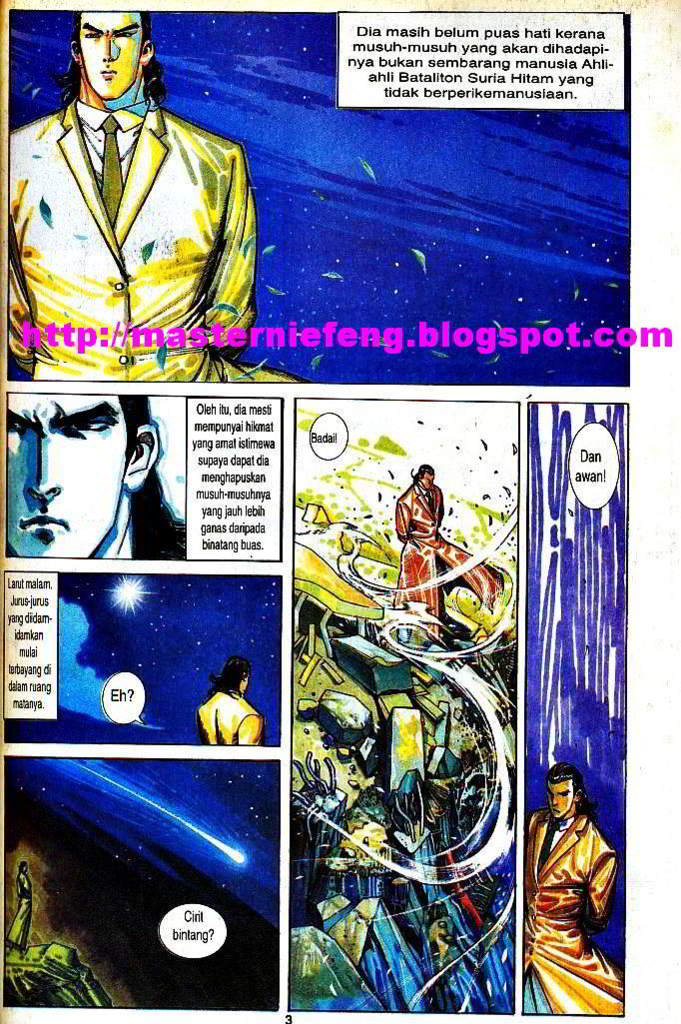 Dia masih belum puas hati kerana
musuh-musuh yang akan dihadapi-
nya bukan sembarang manusia Ahli-
ahli Bataliton Suria Hitam yang
tidak berperikemanusiaan.
http://masterniefeng.blogspot.com
Oleh itu, dia mesti
mempunyai hikmat
yang amat istimewa
supaya dapat dia
menghapuskan
musuh-musuhnya
yang jauh lebih
ganas daripada
binatang buas.
Larut malam.
Jurus-jurus
yang diidam-
idamkan
mulai
terbayang di
dalam ruang
matanya.
Eh?
Cirit
bintang?
Badai!
Dan
awan!
3